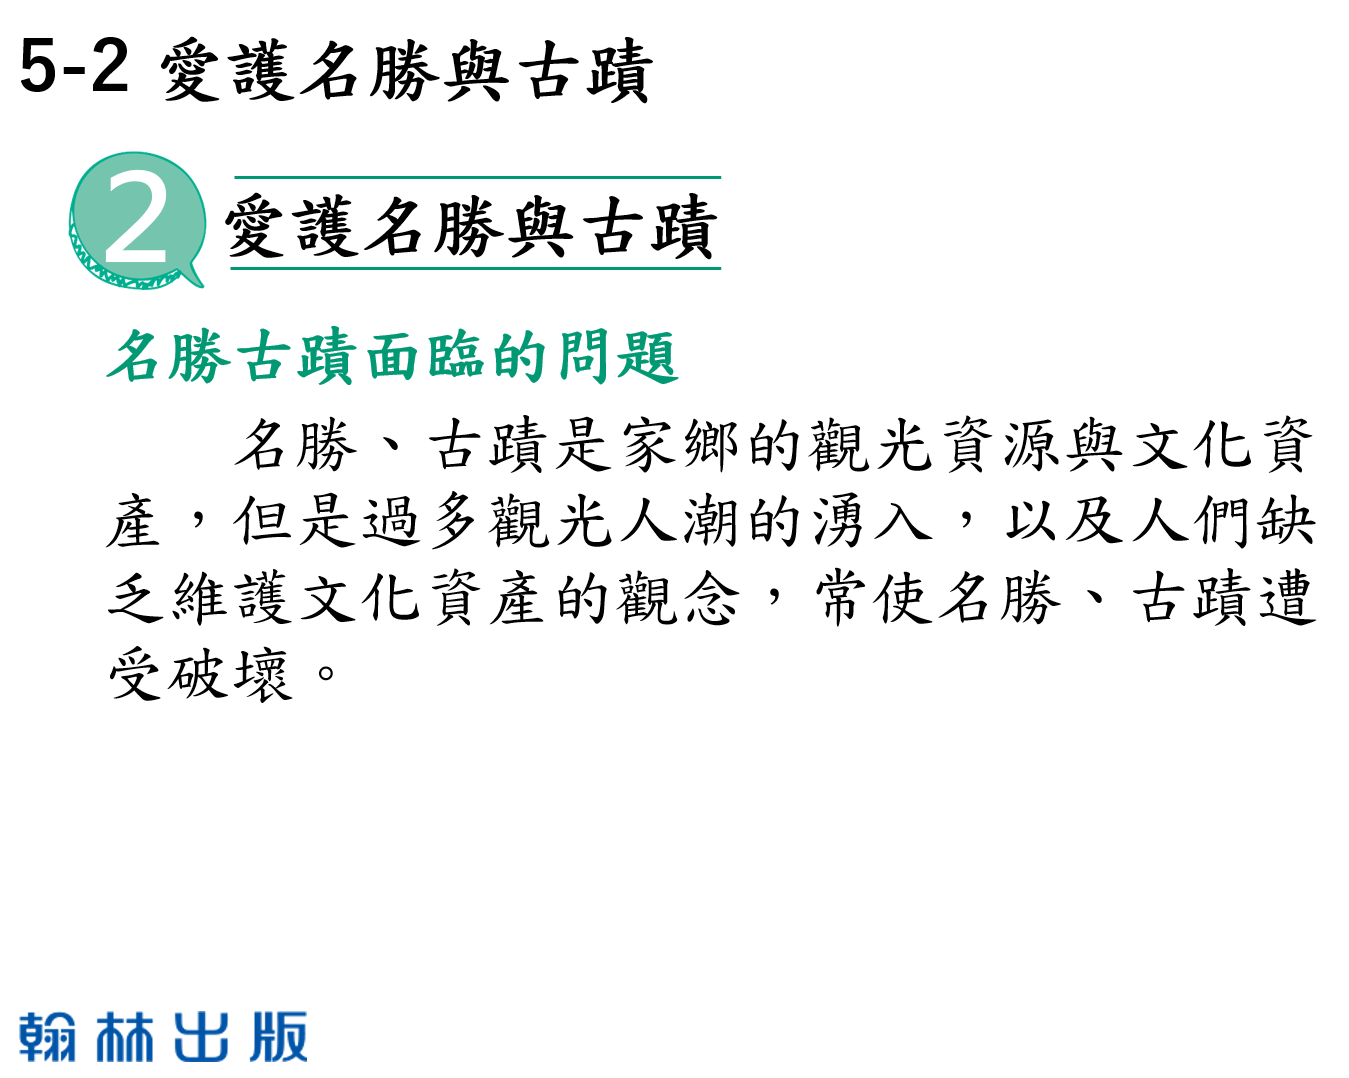 5-2 愛護名勝與古蹟
2 愛護名勝與古蹟
名勝古蹟面臨的問題
名勝、古蹟是家鄉的觀光資源與文化資
產，但是過多觀光人潮的湧入，以及人們缺
乏維護文化資產的觀念，常使名勝、古蹟遭
受破壞。
翰林出版